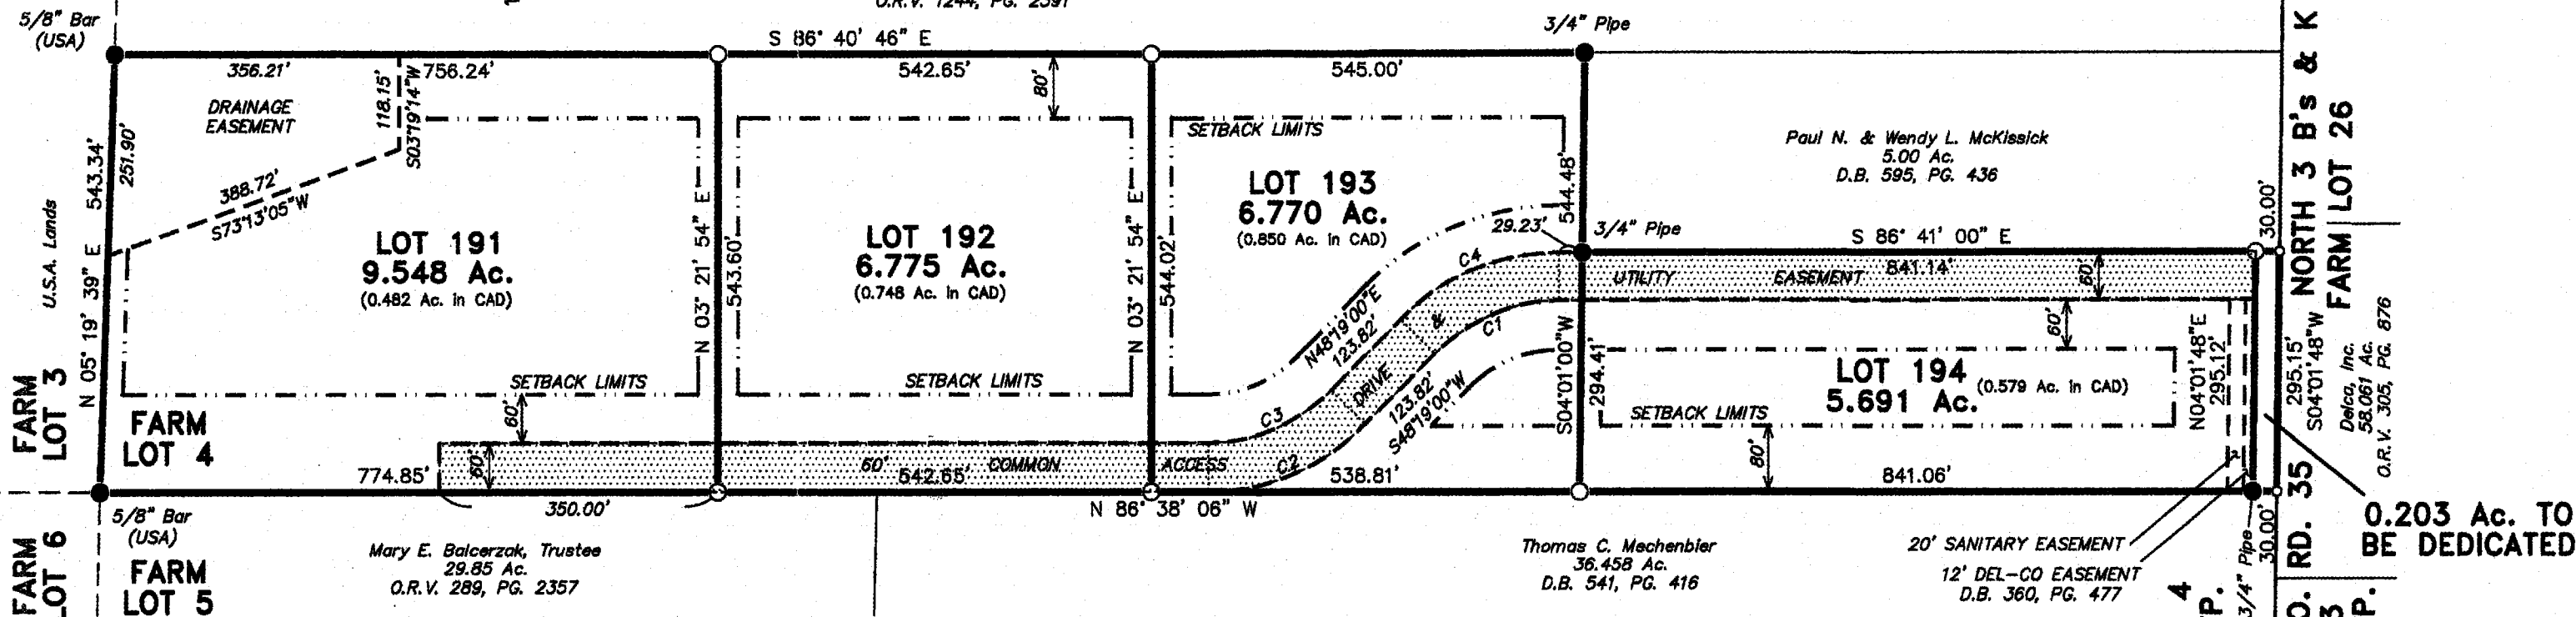 O.R.V. 1244, PG. 2391
5/8" Bar
(USA)
S 86° 40' 46" E
3/4" Pipe
356.21'
756.24'
542.65'
545.00'
80'
118.15'
S03°19'14"W
DRAINAGE
EASEMENT
543.34'
251.90'
388.72'
S73°13'05"W
U.S.A. Lands
N 05° 19' 39" E
LOT 191
9.548 Ac.
(0.482 Ac. in CAD)
N 03° 21' 54" E
543.60'
LOT 192
6.775 Ac.
(0.748 Ac. in CAD)
N 03° 21' 54" E
544.02'
SETBACK LIMITS
LOT 193
6.770 Ac.
(0.850 Ac. in CAD)
544.48'
29.23'
3/4" Pipe
Paul N. & Wendy L. McKissick
5.00 Ac.
D.B. 595, PG. 436
S 86° 41' 00" E
841.14'
30.00'
NORTH 3 B's & K
FARM LOT 26
UTILITY
EASEMENT
60'
C4
C1
N48°19'00"E
123.82'
&
DRIVE
123.82'
S48°19'00"W
C3
C2
S04°01'00"W
294.41'
60'
LOT 194
(0.579 Ac. in CAD)
5.691 Ac.
SETBACK LIMITS
80'
N04°01'48"E
295.12'
295.15'
S04°01'48"W
Delco, Inc.
58.061 Ac.
O.R.V. 305, PG. 876
SETBACK LIMITS
SETBACK LIMITS
60'
FARM
LOT 3
FARM
LOT 4
774.85'
60'
60'
542.65'
COMMON
ACCESS
538.81'
841.06'
350.00'
N 86° 38' 06" W
5/8" Bar
(USA)
FARM
LOT 6
FARM
LOT 5
Mary E. Balcerzak, Trustee
29.85 Ac.
O.R.V. 289, PG. 2357
Thomas C. Mechenbier
36.458 Ac.
D.B. 541, PG. 416
20' SANITARY EASEMENT
12' DEL-CO EASEMENT
D.B. 360, PG. 477
3/4" Pipe
30.00'
RD. 35
0.203 Ac. TO
BE DEDICATED
4
P.
O.
3
P.